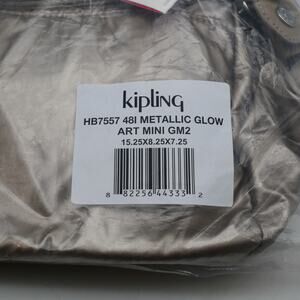 kipling
HB7557 48I METALLIC GLOW
ART MINI GM2
15.25X8.25X7.25
8 82256 44333 2